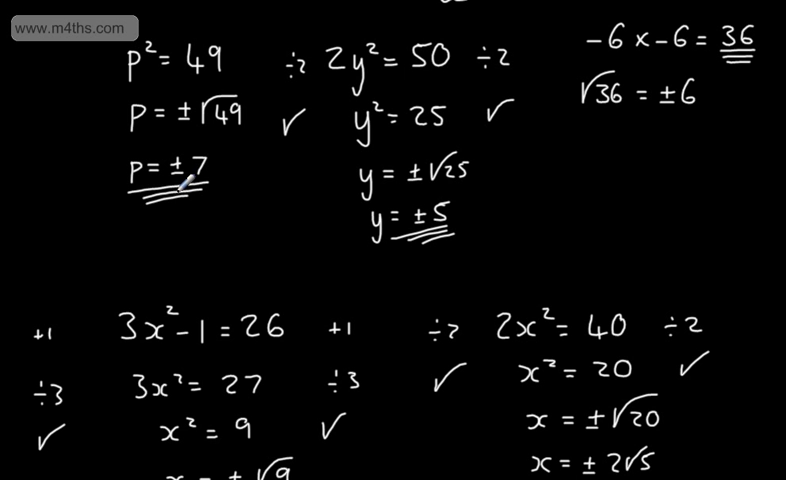 www.m4ths.com
p² = 49
p = ±√49 ✓
p = ±7
÷2 2y² = 50 ÷2
y² = 25 ✓
y = ±√25
y = ±5
-6 × -6 = 36
√36 = ±6
+1 3x² - 1 = 26 +1
÷3 3x² = 27 ÷3
✓ x² = 9 ✓
x = ±√9
÷2 2x² = 40 ÷2
✓ x² = 20 ✓
x = ±√20
x = ±2√5